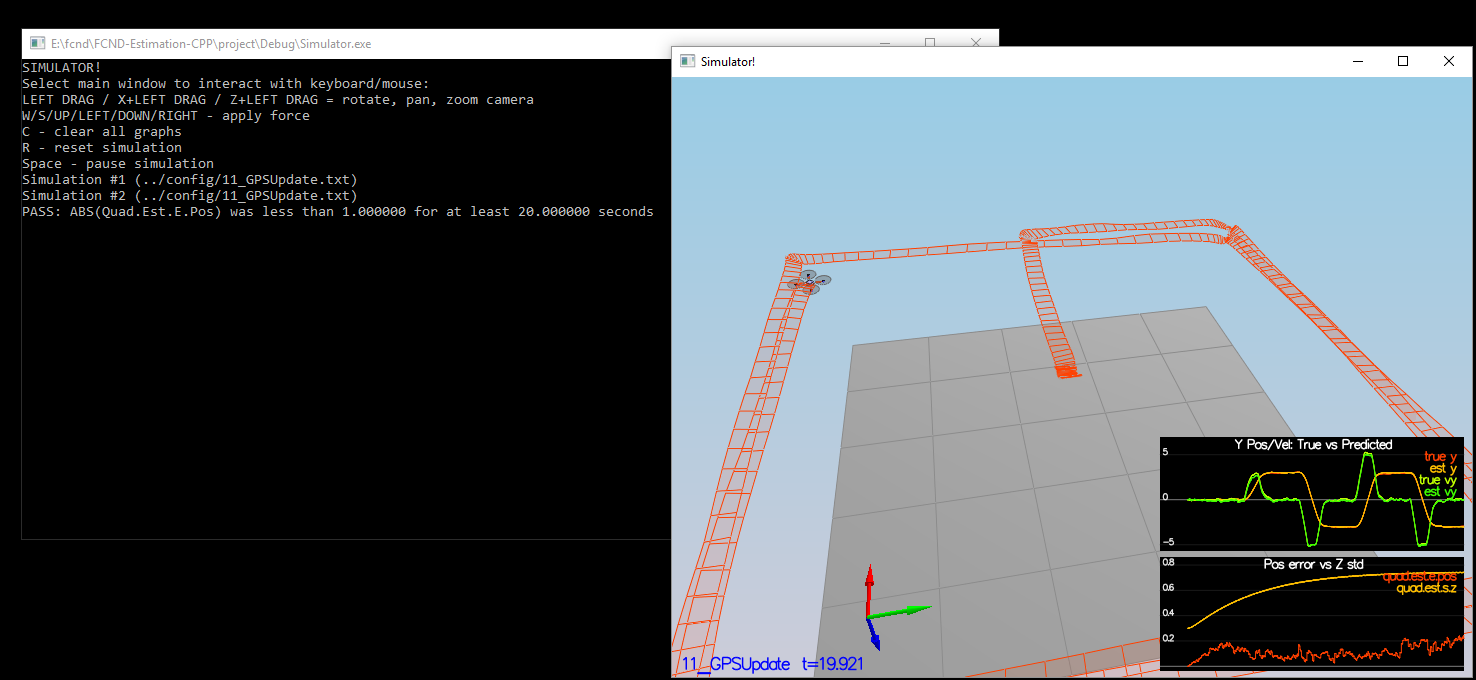 E:\fcnd\FCND-Estimation-CPP\project\Debug\Simulator.exe
SIMULATOR!
Select main window to interact with keyboard/mouse:
LEFT DRAG / X+LEFT DRAG / Z+LEFT DRAG = rotate, pan, zoom camera
W/S/UP/LEFT/DOWN/RIGHT - apply force
C - clear all graphs
R - reset simulation
Space - pause simulation
Simulation #1 (../config/11_GPSUpdate.txt)
Simulation #2 (../config/11_GPSUpdate.txt)
PASS: ABS(Quad.Est.E.Pos) was less than 1.000000 for at least 20.000000 seconds
Simulator!
Y Pos/Vel: True vs Predicted
5
true y
est y
true vy
est vy
0
-5
Pos error vs Z std
0.8
quad.est.e.pos
quad.est.s.z
0.6
0.4
0.2
11_GPSUpdate t=19.921